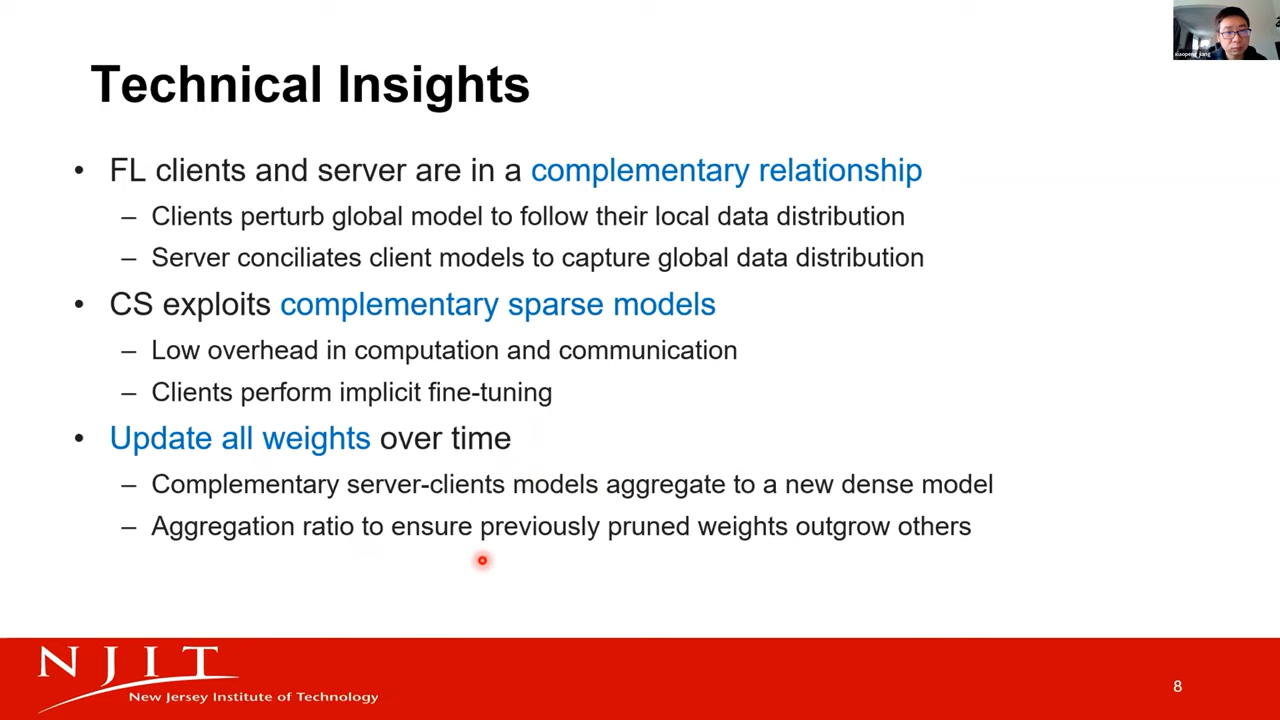 Technical Insights
• FL clients and server are in a complementary relationship
– Clients perturb global model to follow their local data distribution
– Server conciliates client models to capture global data distribution
• CS exploits complementary sparse models
– Low overhead in computation and communication
– Clients perform implicit fine-tuning
• Update all weights over time
– Complementary server-clients models aggregate to a new dense model
– Aggregation ratio to ensure previously pruned weights outgrow others
NJIT
New Jersey Institute of Technology
8